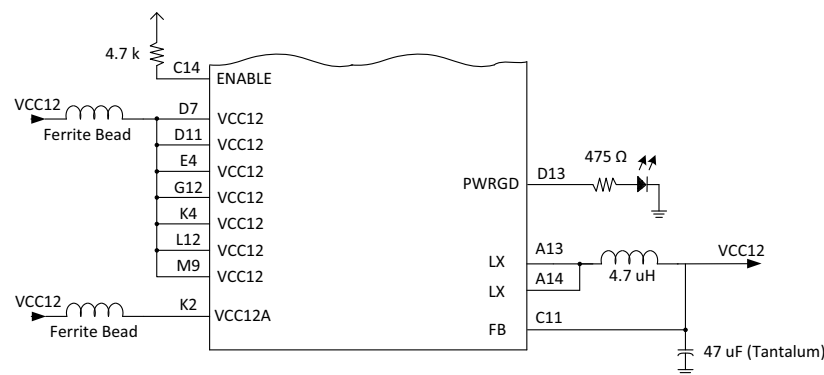 4.7 k
C14
ENABLE
VCC12
Ferrite Bead
D7
VCC12
D11
VCC12
E4
VCC12
G12
VCC12
K4
VCC12
L12
VCC12
M9
VCC12
VCC12
Ferrite Bead
K2
VCC12A
PWRGD
D13
475 Ω
LX
A13
4.7 uH
VCC12
LX
A14
FB
C11
47 uF (Tantalum)